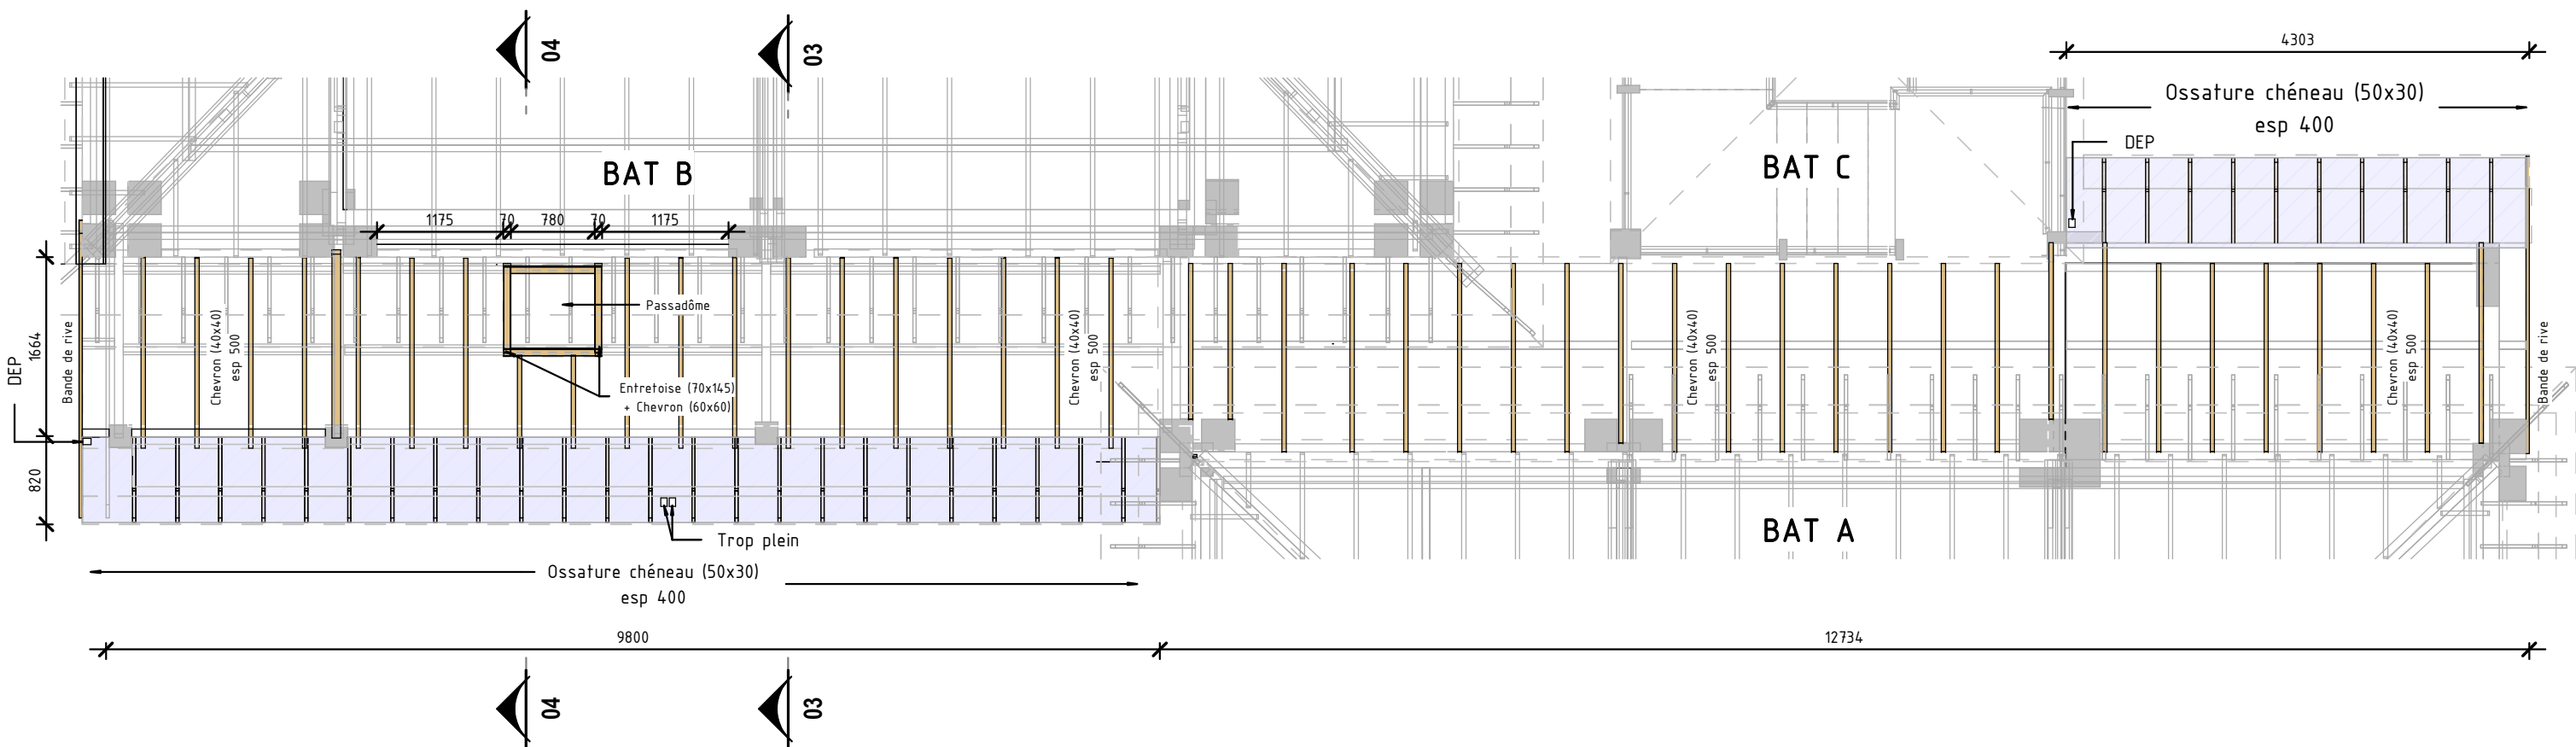 04
03
4303
Ossature chéneau (50x30)
esp 400
DEP
BAT B
BAT C
1175
70
780
70
1175
Passadôme
DEP
1664
820
Bande de rive
Chevron (40x40)
esp 500
Entretoise (70x145)
+ Chevron (60x60)
Chevron (40x40)
esp 500
Chevron (40x40)
esp 500
Chevron (40x40)
esp 500
Bande de rive
BAT A
Trop plein
Ossature chéneau (50x30)
esp 400
9800
12734
04
03